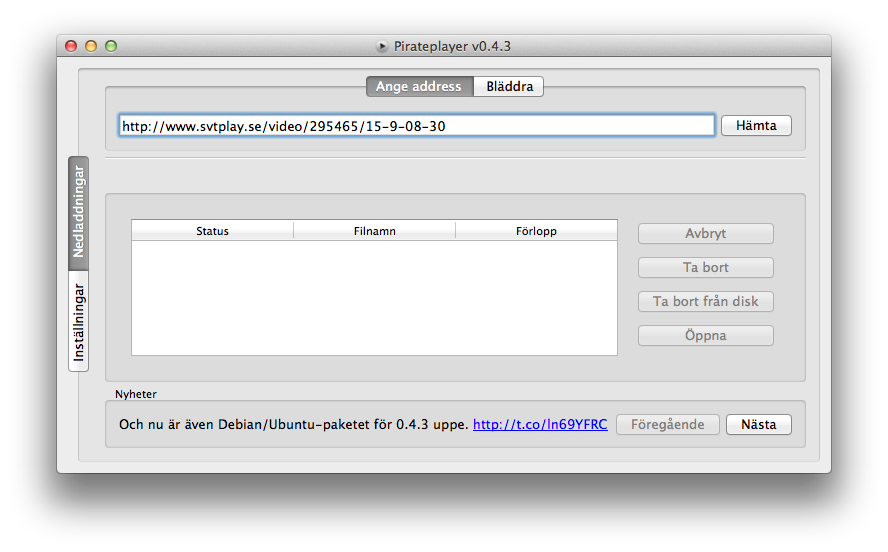 Pirateplayer v0.4.3
Ange address Bläddra
http://www.svtplay.se/video/295465/15-9-08-30 Hämta
Nedladdningar
Inställningar
Status Filnamn Förlopp
Avbryt
Ta bort
Ta bort från disk
Öppna
Nyheter
Och nu är även Debian/Ubuntu-paketet för 0.4.3 uppe. http://t.co/ln69YFRC Föregående Nästa